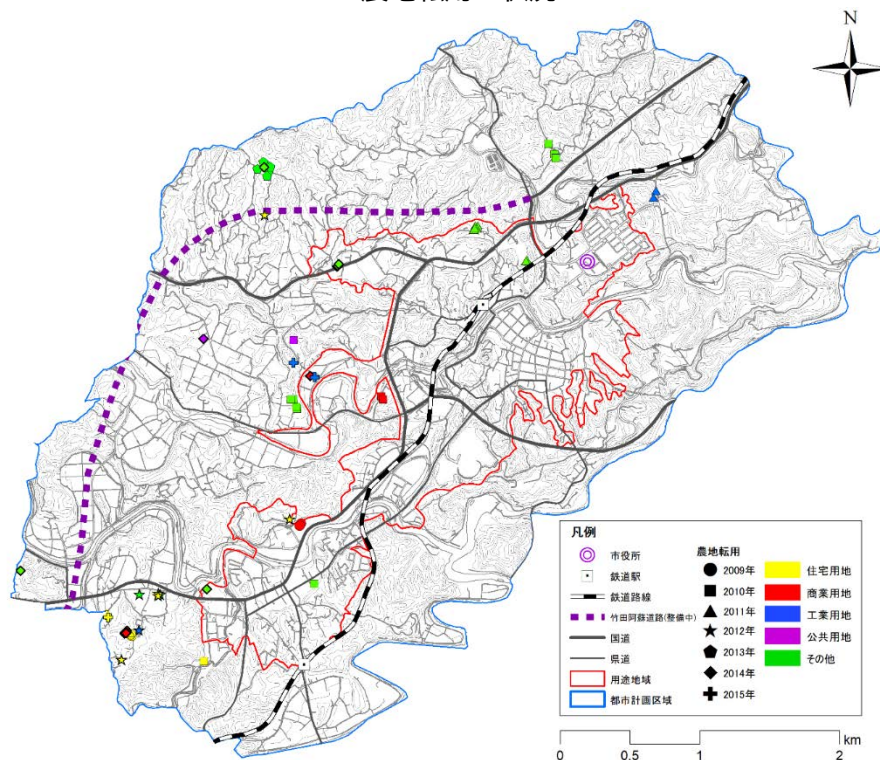 N
凡例
市役所
鉄道駅
鉄道路線
竹田阿蘇道路(整備中)
国道
県道
用途地域
都市計画区域
農地転用
2009年
2010年
2011年
2012年
2013年
2014年
2015年
住宅用地
商業用地
工業用地
公共用地
その他
km
0 0.5 1 2